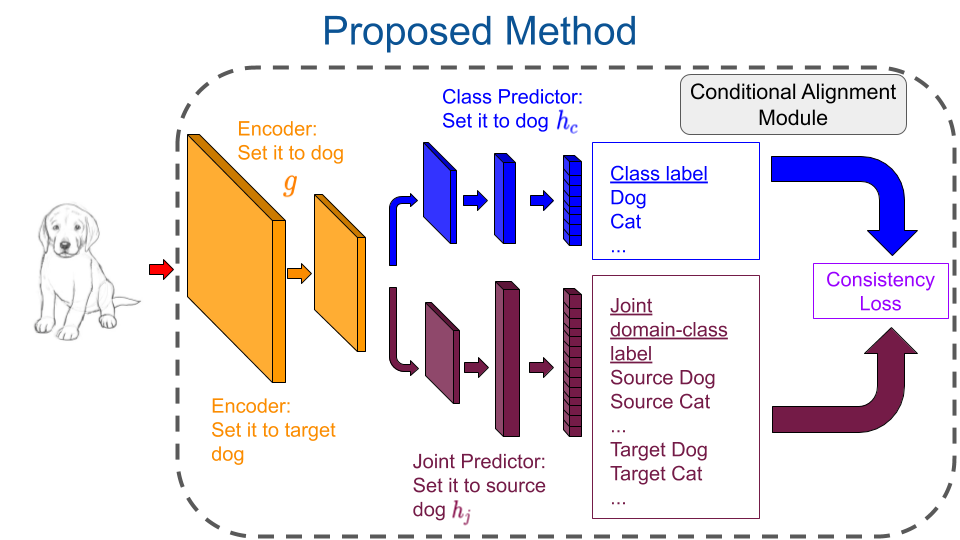 Proposed Method
Conditional Alignment
Module
Class Predictor:
Set it to dog h_c
Encoder:
Set it to dog
g
Class label
Dog
Cat
...
Consistency
Loss
Joint
domain-class
label
Source Dog
Source Cat
...
Target Dog
Target Cat
...
Encoder:
Set it to target
dog
Joint Predictor:
Set it to source
dog h_j